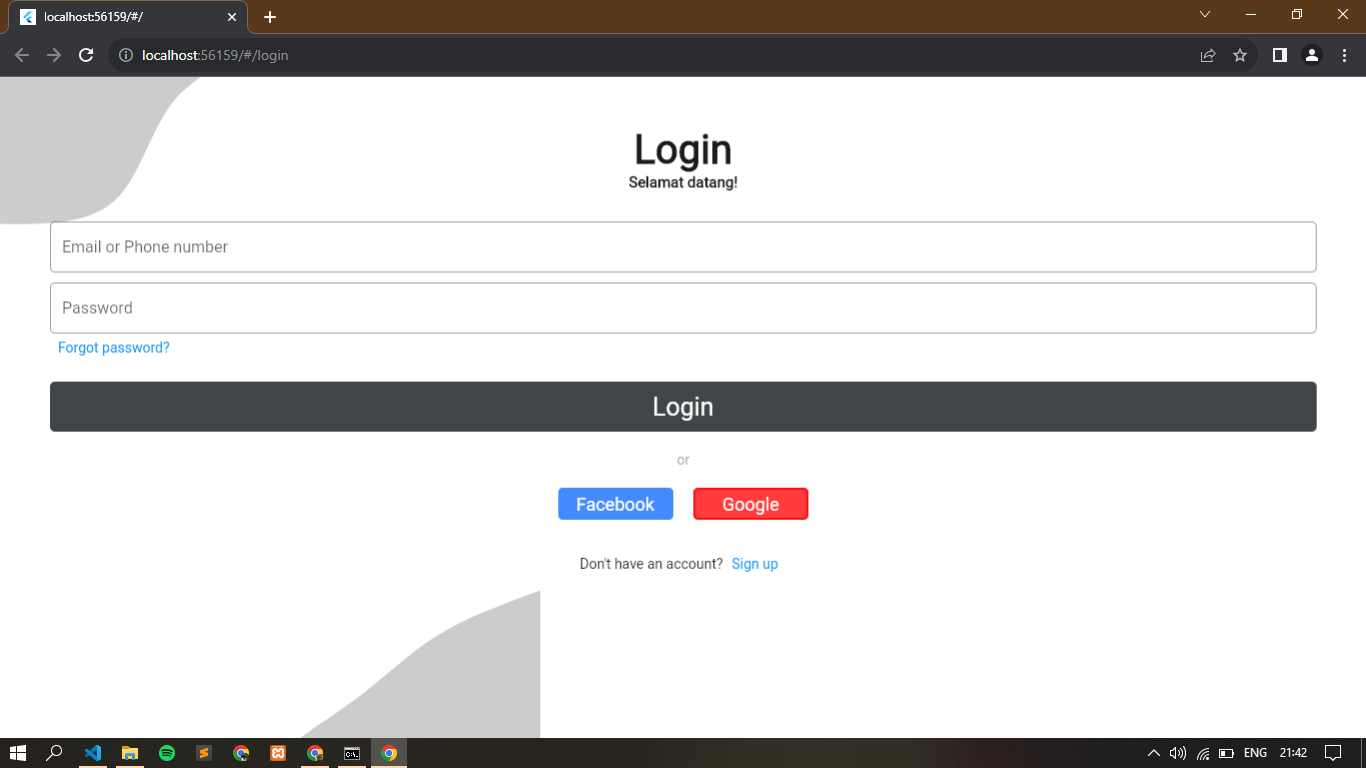 localhost:56159/#/
localhost:56159/#/login
Login
Selamat datang!
Email or Phone number
Password
Forgot password?
Login
or
Facebook
Google
Don't have an account? Sign up
C:\.
ENG
21:42